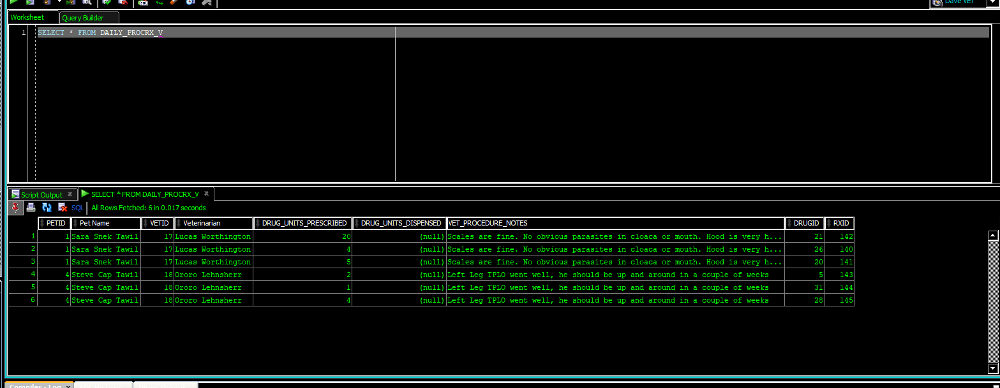 Dave VET
Worksheet Query Builder
1 SELECT * FROM DAILY_PROCRX_V
Script Output SELECT * FROM DAILY_PROCRX_V
SQL All Rows Fetched: 6 in 0.017 seconds
PETID Pet Name VETID Veterinarian DRUG_UNITS_PRESCRIBED DRUG_UNITS_DISPENSED VET_PROCEDURE_NOTES DRUGID RXID
1 1 Sara Snek Tawil 17 Lucas Worthington 20 (null) Scales are fine. No obvious parasites in cloaca or mouth. Hood is very h... 21 142
2 1 Sara Snek Tawil 17 Lucas Worthington 4 (null) Scales are fine. No obvious parasites in cloaca or mouth. Hood is very h... 26 140
3 1 Sara Snek Tawil 17 Lucas Worthington 5 (null) Scales are fine. No obvious parasites in cloaca or mouth. Hood is very h... 20 141
4 4 Steve Cap Tawil 18 Ororo Lehnsherr 2 (null) Left Leg TPLO went well, he should be up and around in a couple of weeks 5 143
5 4 Steve Cap Tawil 18 Ororo Lehnsherr 1 (null) Left Leg TPLO went well, he should be up and around in a couple of weeks 31 144
6 4 Steve Cap Tawil 18 Ororo Lehnsherr 4 (null) Left Leg TPLO went well, he should be up and around in a couple of weeks 28 145
Compiler - Log